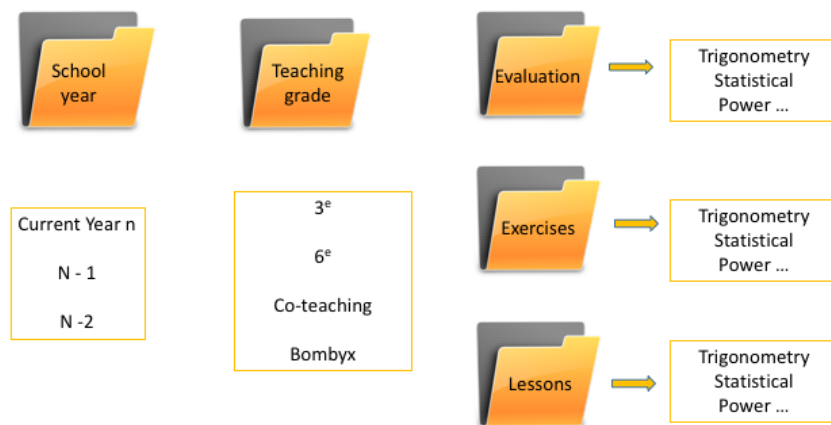 School
year
Current Year n
N - 1
N -2
Teaching
grade
3ᵉ
6ᵉ
Co-teaching
Bombyx
Evaluation
Trigonometry
Statistical
Power ...
Exercises
Trigonometry
Statistical
Power ...
Lessons
Trigonometry
Statistical
Power ...